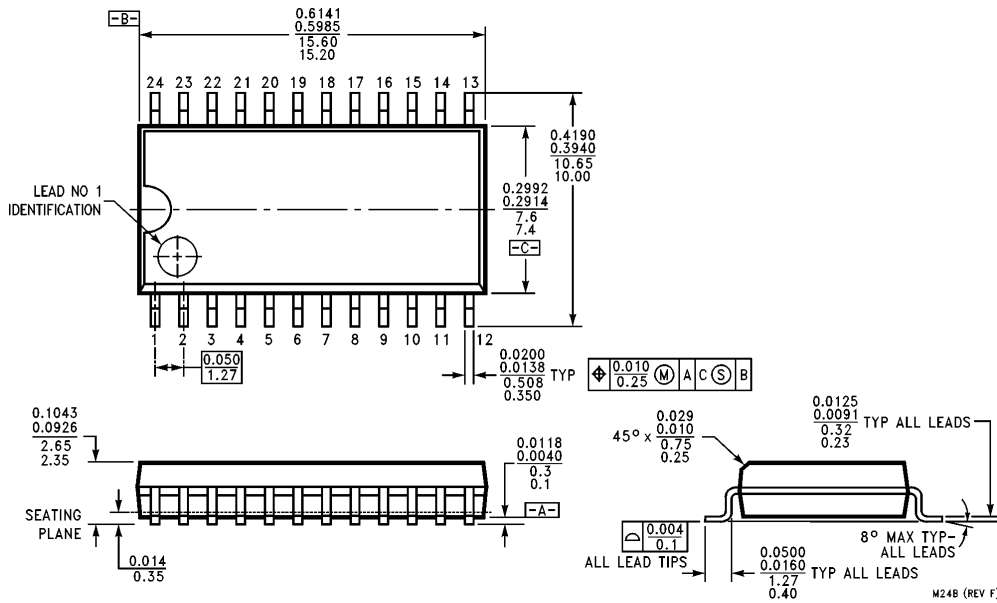 -B-
0.6141
0.5985
15.60
15.20
24 23 22 21 20 19 18 17 16 15 14 13
LEAD NO 1
IDENTIFICATION
0.4190
0.3940
10.65
10.00
0.2992
0.2914
7.6
7.4
-C-
1 2 3 4 5 6 7 8 9 10 11 12
0.050
1.27
0.0200
0.0138
0.508
0.350
TYP
⌖ 0.010
0.25 Ⓜ A C Ⓢ B
0.1043
0.0926
2.65
2.35
SEATING
PLANE
0.014
0.35
0.0118
0.0040
0.3
0.1
-A-
45° x
0.029
0.010
0.75
0.25
0.0125
0.0091
0.32
0.23
TYP ALL LEADS
0.004
0.1
ALL LEAD TIPS
0.0500
0.0160
1.27
0.40
TYP ALL LEADS
8° MAX TYP-
ALL LEADS
M24B (REV F)